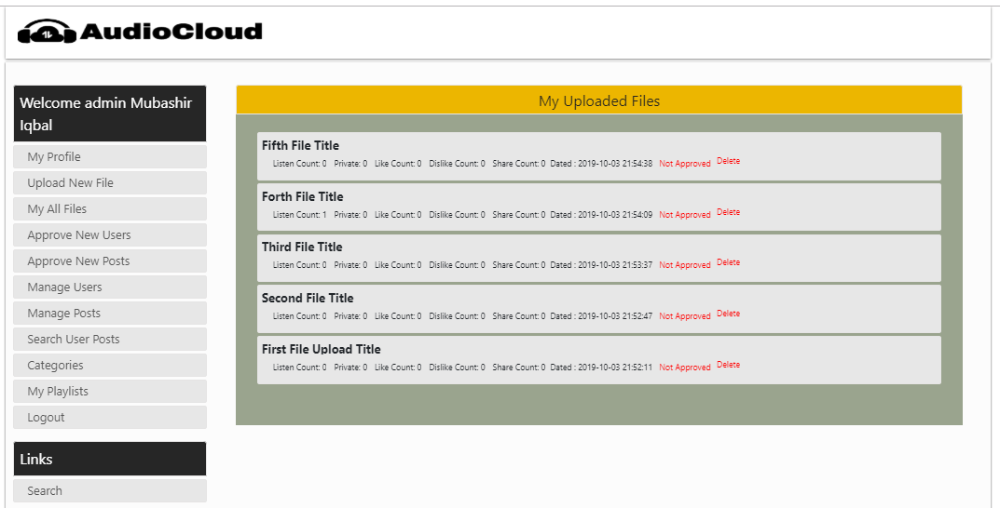 AudioCloud
Welcome admin Mubashir
Iqbal
My Profile
Upload New File
My All Files
Approve New Users
Approve New Posts
Manage Users
Manage Posts
Search User Posts
Categories
My Playlists
Logout
Links
Search
My Uploaded Files
Fifth File Title
Listen Count: 0 Private: 0 Like Count: 0 Dislike Count: 0 Share Count: 0 Dated : 2019-10-03 21:54:38 Not Approved Delete
Forth File Title
Listen Count: 1 Private: 0 Like Count: 0 Dislike Count: 0 Share Count: 0 Dated : 2019-10-03 21:54:09 Not Approved Delete
Third File Title
Listen Count: 0 Private: 0 Like Count: 0 Dislike Count: 0 Share Count: 0 Dated : 2019-10-03 21:53:37 Not Approved Delete
Second File Title
Listen Count: 0 Private: 0 Like Count: 0 Dislike Count: 0 Share Count: 0 Dated : 2019-10-03 21:52:47 Not Approved Delete
First File Upload Title
Listen Count: 0 Private: 0 Like Count: 0 Dislike Count: 0 Share Count: 0 Dated : 2019-10-03 21:52:11 Not Approved Delete